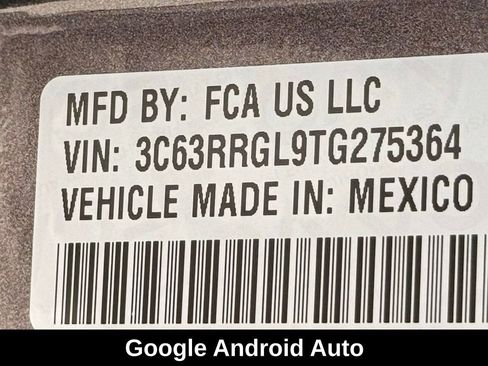 MFD BY: FCA US LLC
VIN: 3C63RRGL9TG275364
VEHICLE MADE IN: MEXICO
Google Android Auto